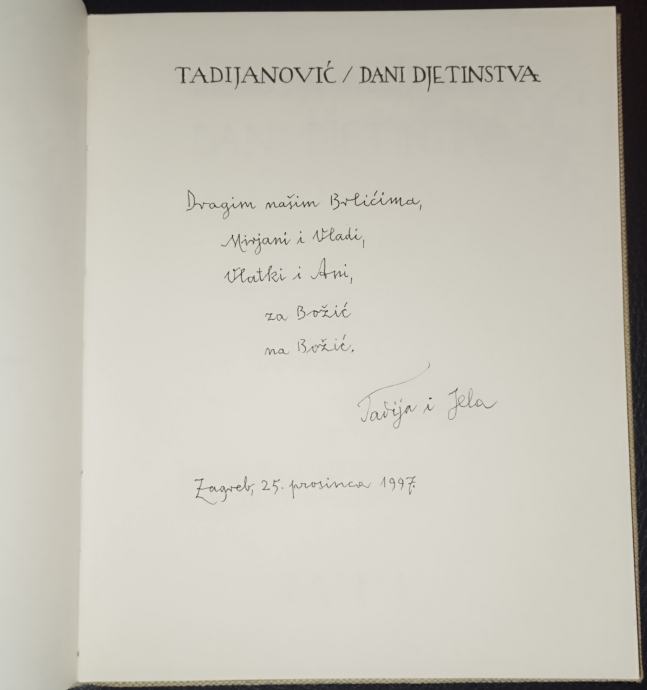 TADIJANOVIĆ / DANI DJETINSTVA
Dragim našim Brlićima,
Mirjani i Vladi,
Vlatki i Ani,
za Božić
na Božić.
Tadija i Jela
Zagreb, 25. prosinca 1997.